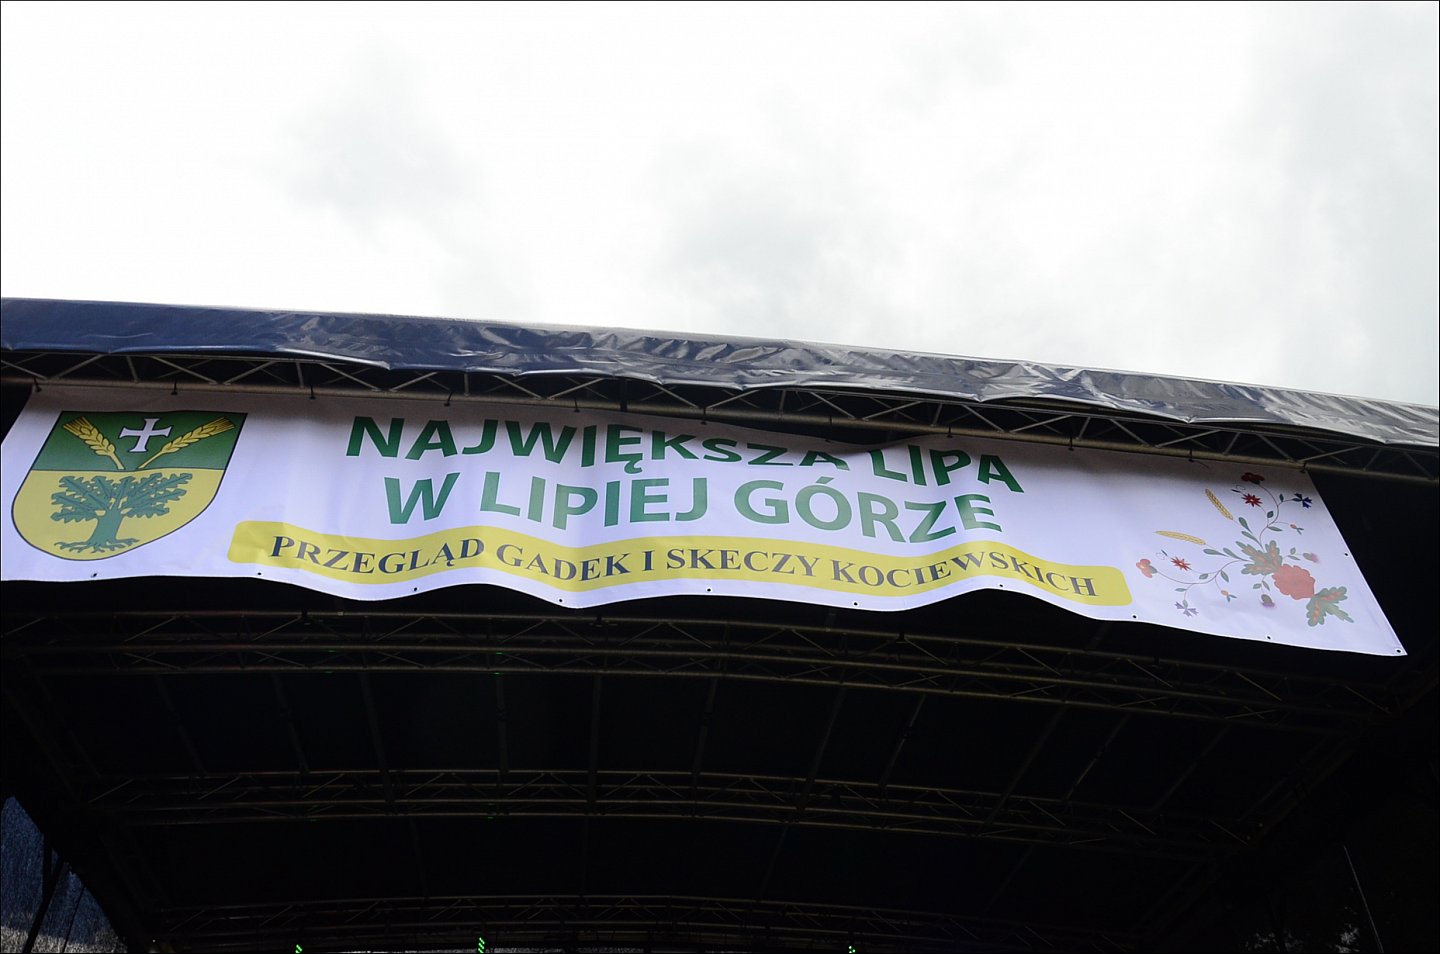 NAJWIĘKSZA LIPA
W LIPIEJ GÓRZE
PRZEGLĄD GADEK I SKECZY KOCIEWSKICH